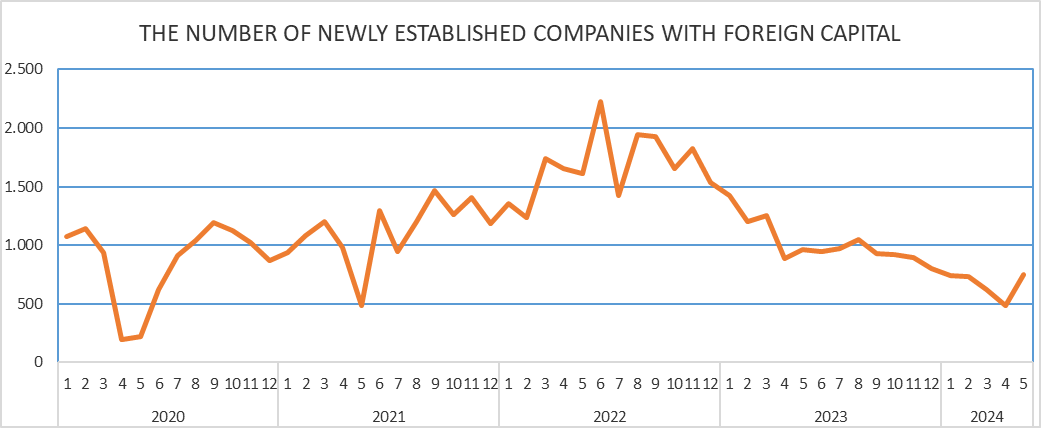 THE NUMBER OF NEWLY ESTABLISHED COMPANIES WITH FOREIGN CAPITAL
2.500
2.000
1.500
1.000
500
0
1 2 3 4 5 6 7 8 9 10 11 12 1 2 3 4 5 6 7 8 9 10 11 12 1 2 3 4 5 6 7 8 9 10 11 12 1 2 3 4 5 6 7 8 9 10 11 12 1 2 3 4 5
2020 2021 2022 2023 2024